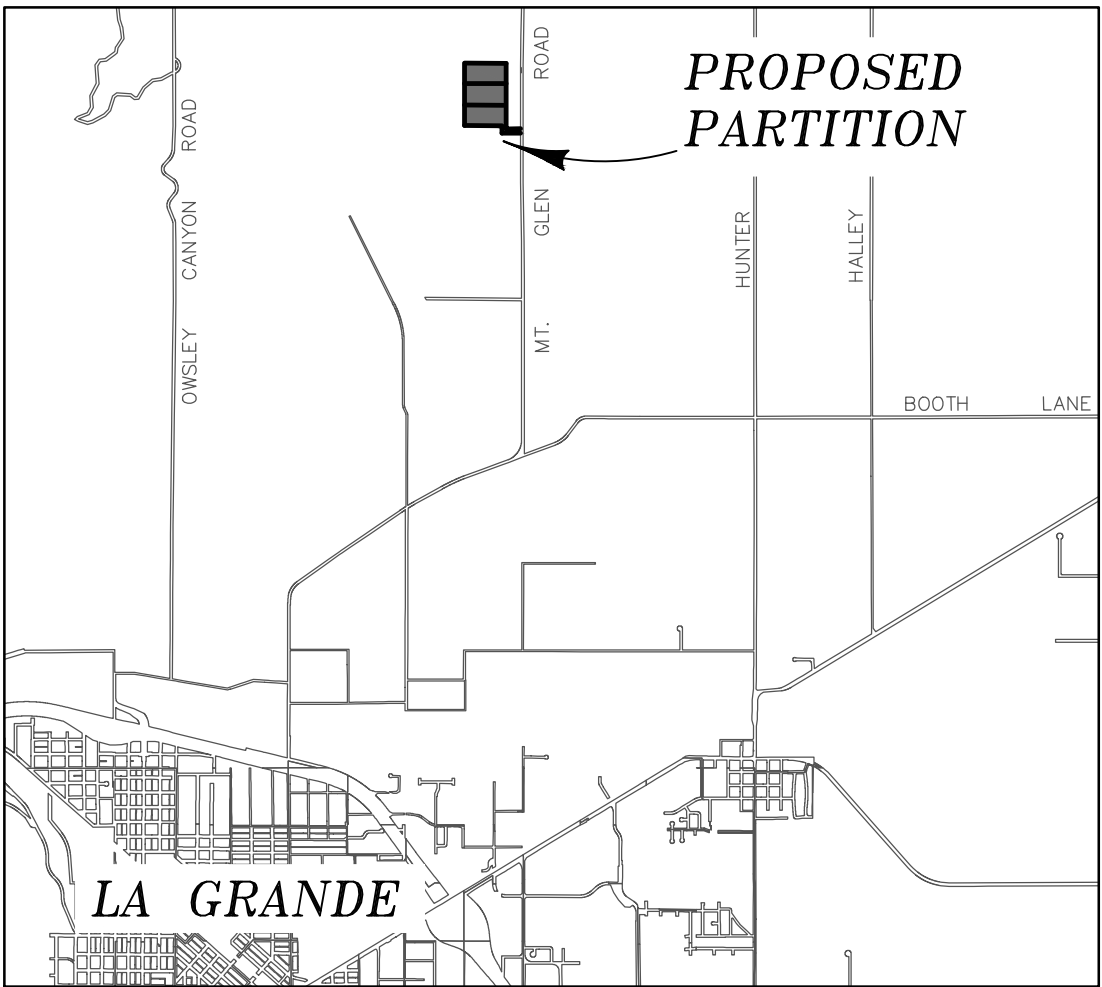 PROPOSED
PARTITION
OWSLEY CANYON ROAD
MT. GLEN ROAD
HUNTER
HALLEY
BOOTH LANE
LA GRANDE